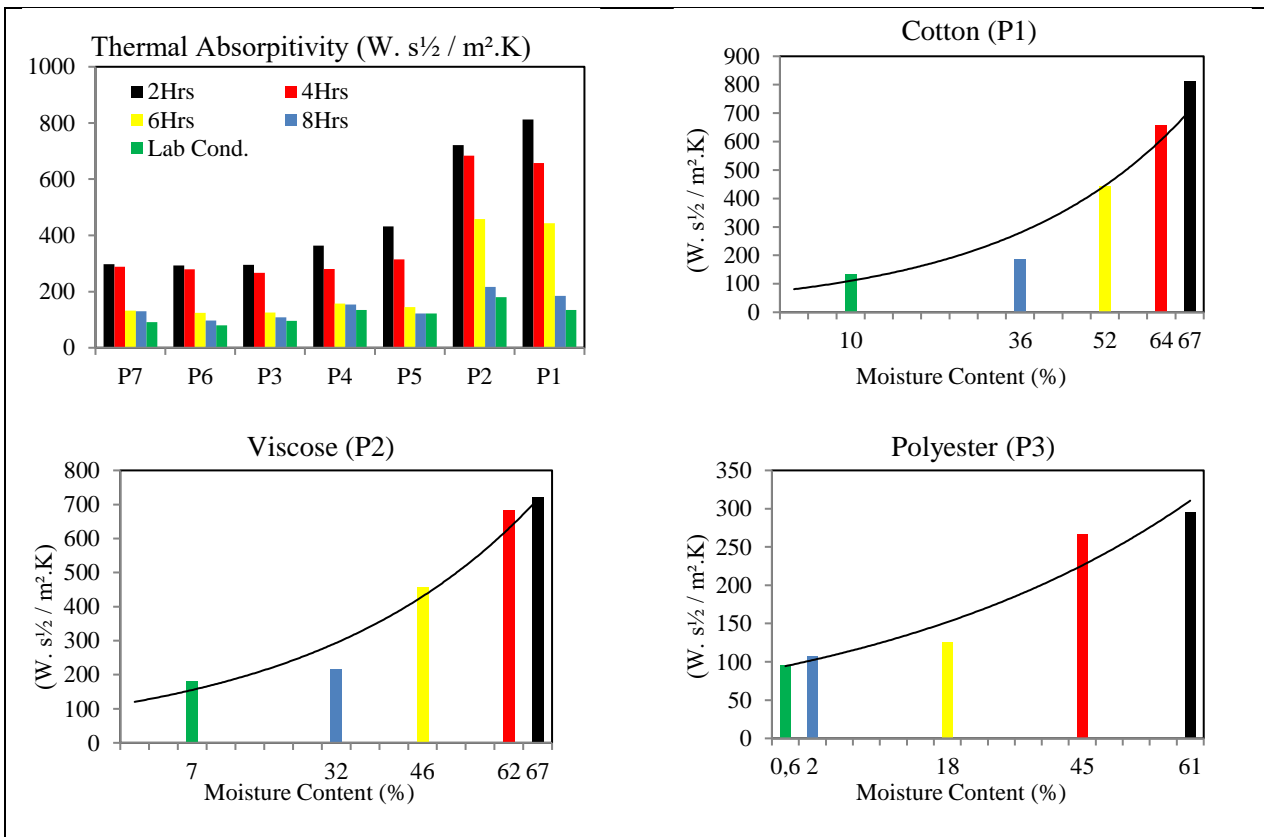 Thermal Absorpitivity (W. s½ / m².K)
1000
800
600
400
200
0
2Hrs
4Hrs
6Hrs
8Hrs
Lab Cond.
P7 P6 P3 P4 P5 P2 P1
Cotton (P1)
(W. s½ / m².K)
900
800
700
600
500
400
300
200
100
0
10 36 52 64 67
Moisture Content (%)
Viscose (P2)
(W. s½ / m².K)
800
700
600
500
400
300
200
100
0
7 32 46 62 67
Moisture Content (%)
Polyester (P3)
(W. s½ / m².K)
350
300
250
200
150
100
50
0
0,6 2 18 45 61
Moisture Content (%)